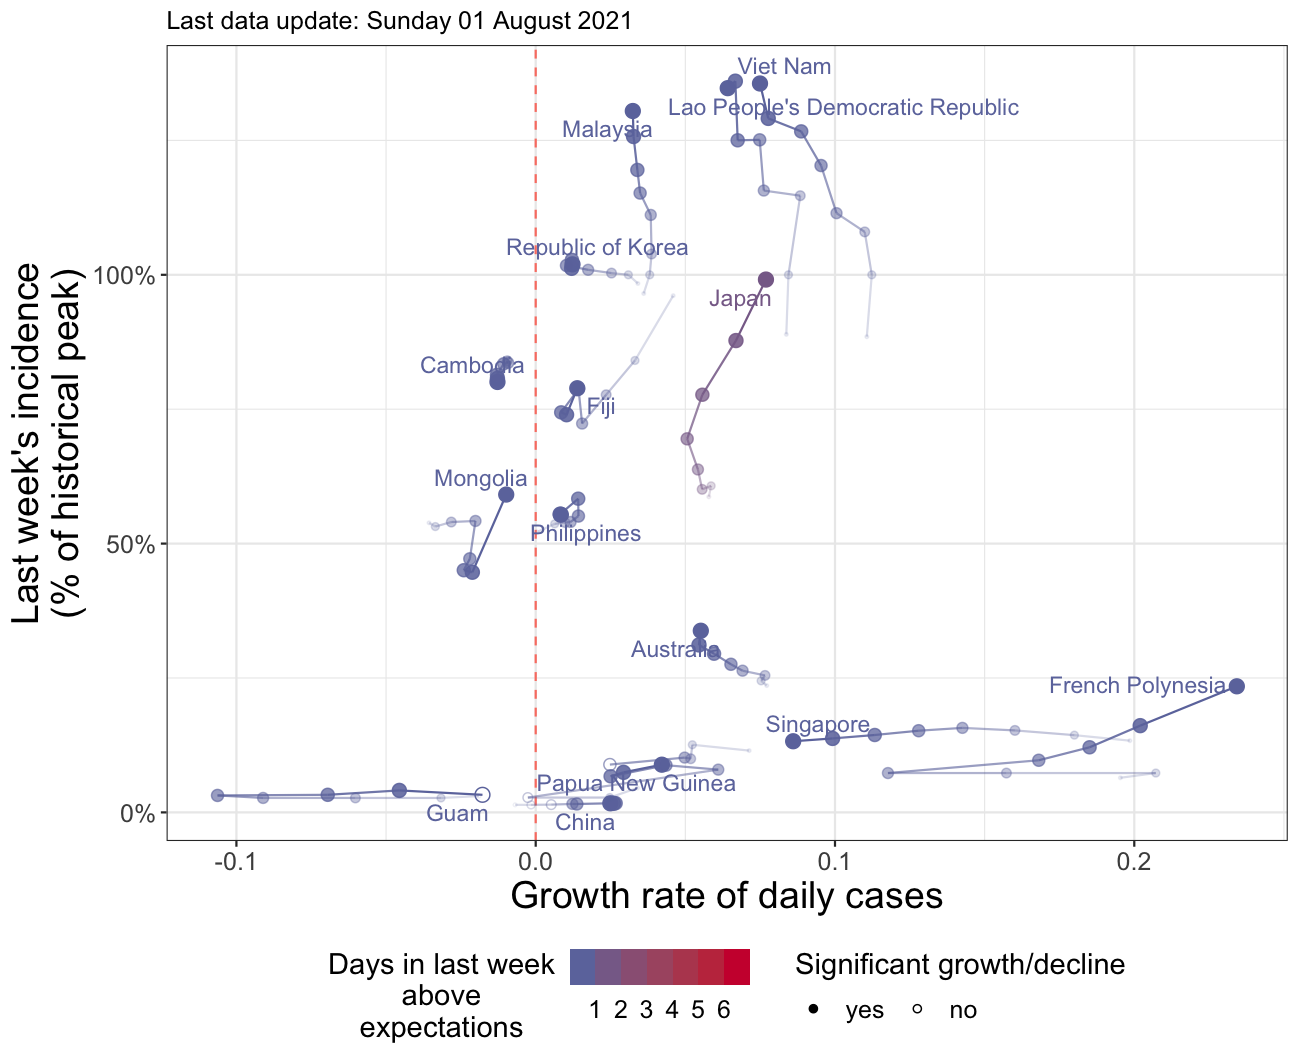 Last data update: Sunday 01 August 2021
Last week's incidence
(% of historical peak)
100%
50%
0%
Viet Nam
Lao People's Democratic Republic
Malaysia
Republic of Korea
Japan
Cambodia
Fiji
Mongolia
Philippines
Australia
French Polynesia
Singapore
Papua New Guinea
Guam
China
-0.1
0.0
0.1
0.2
Growth rate of daily cases
Days in last week
above
expectations
1 2 3 4 5 6
Significant growth/decline
yes no